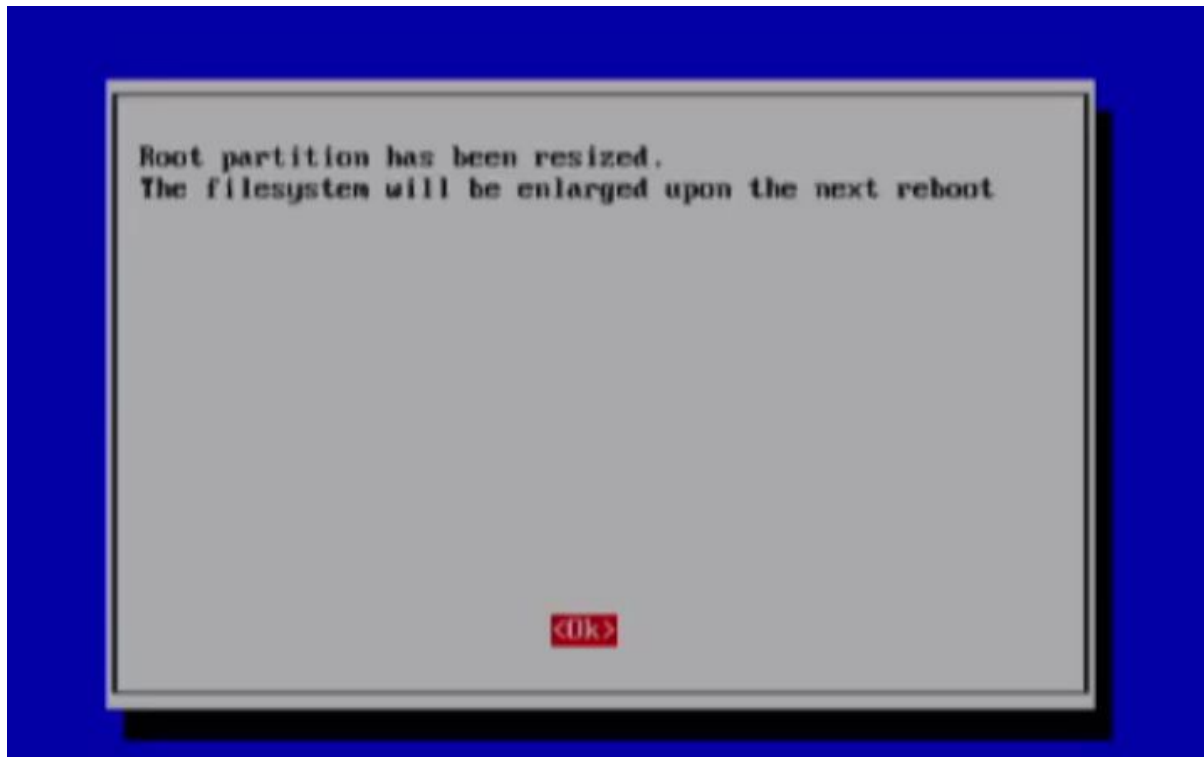 Root partition has been resized.
The filesystem will be enlarged upon the next reboot
<Ok>